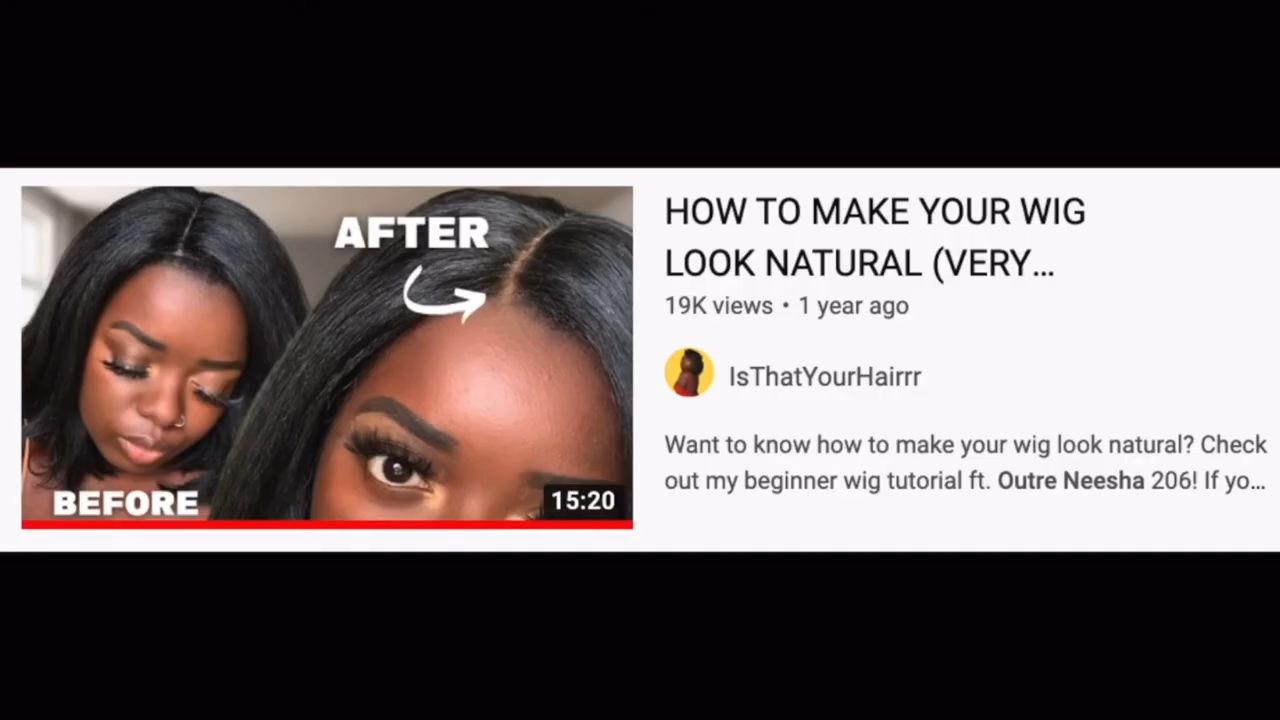 AFTER
BEFORE
15:20
HOW TO MAKE YOUR WIG
LOOK NATURAL (VERY...
19K views • 1 year ago
IsThatYourHairrr
Want to know how to make your wig look natural? Check
out my beginner wig tutorial ft. Outre Neesha 206! If yo...